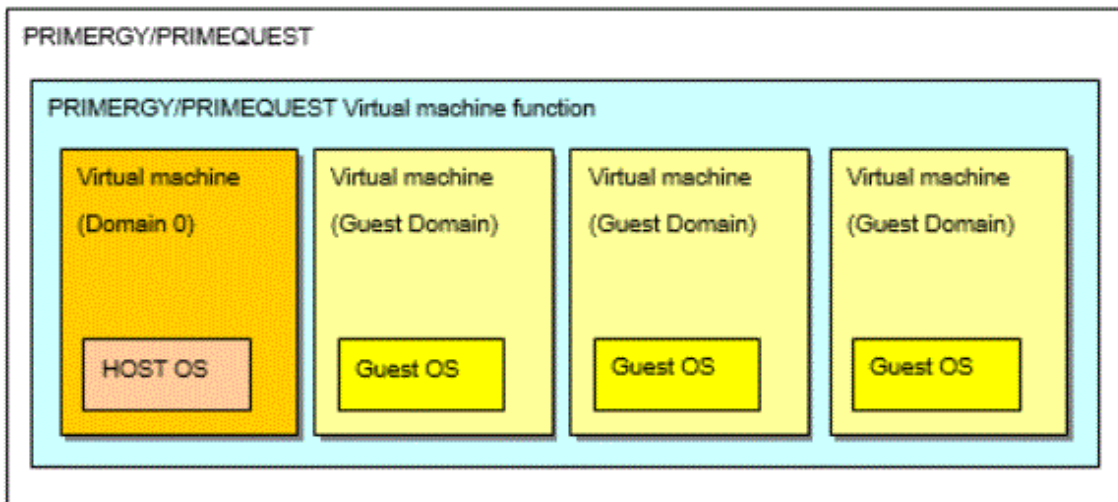 PRIMERGY/PRIMEQUEST
PRIMERGY/PRIMEQUEST Virtual machine function
Virtual machine
(Domain 0)
HOST OS
Virtual machine
(Guest Domain)
Guest OS
Virtual machine
(Guest Domain)
Guest OS
Virtual machine
(Guest Domain)
Guest OS